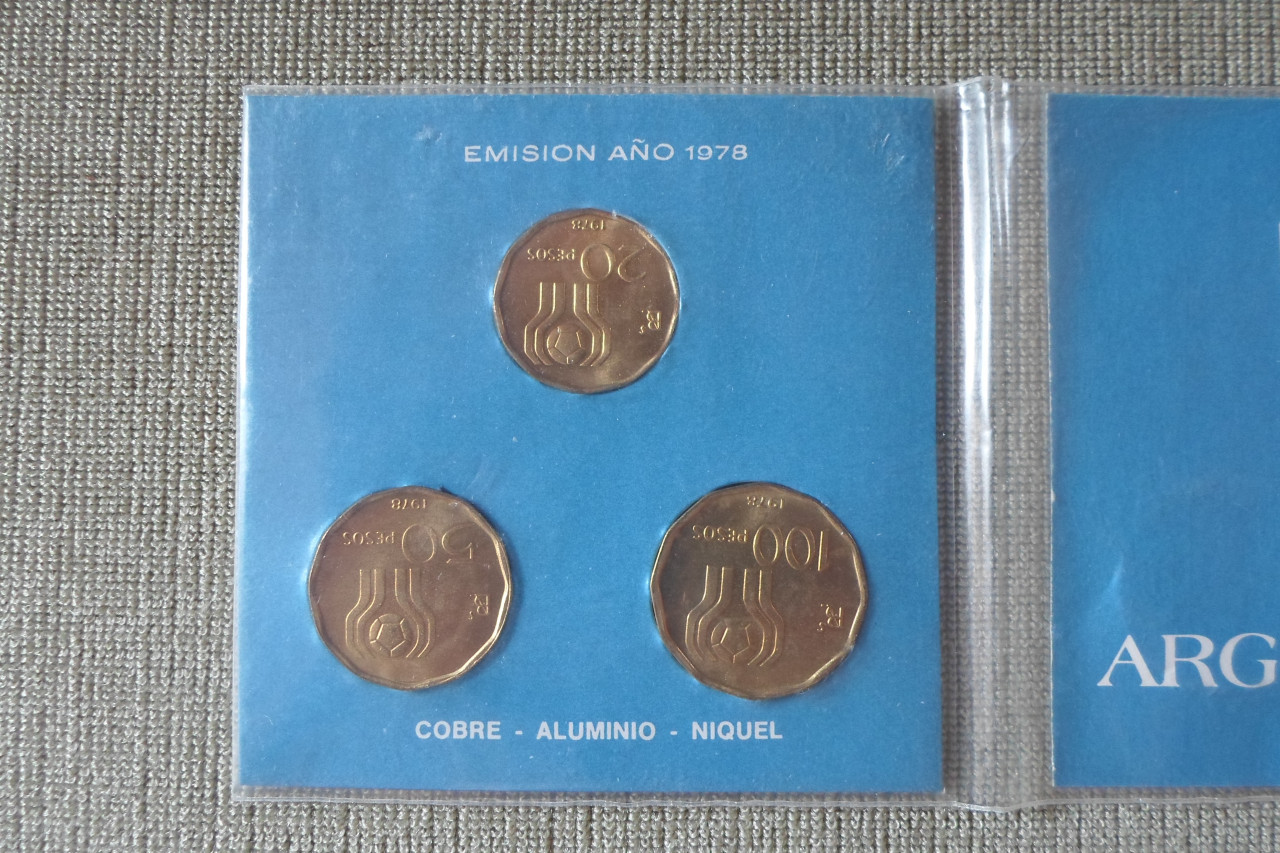 EMISION AÑO 1978
1978
20 PESOS
1978
50 PESOS
1978
100 PESOS
COBRE - ALUMINIO - NIQUEL
ARG